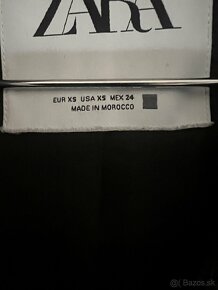 ZARA
EUR XS USA XS MEX 24
MADE IN MOROCCO
Bazos.sk